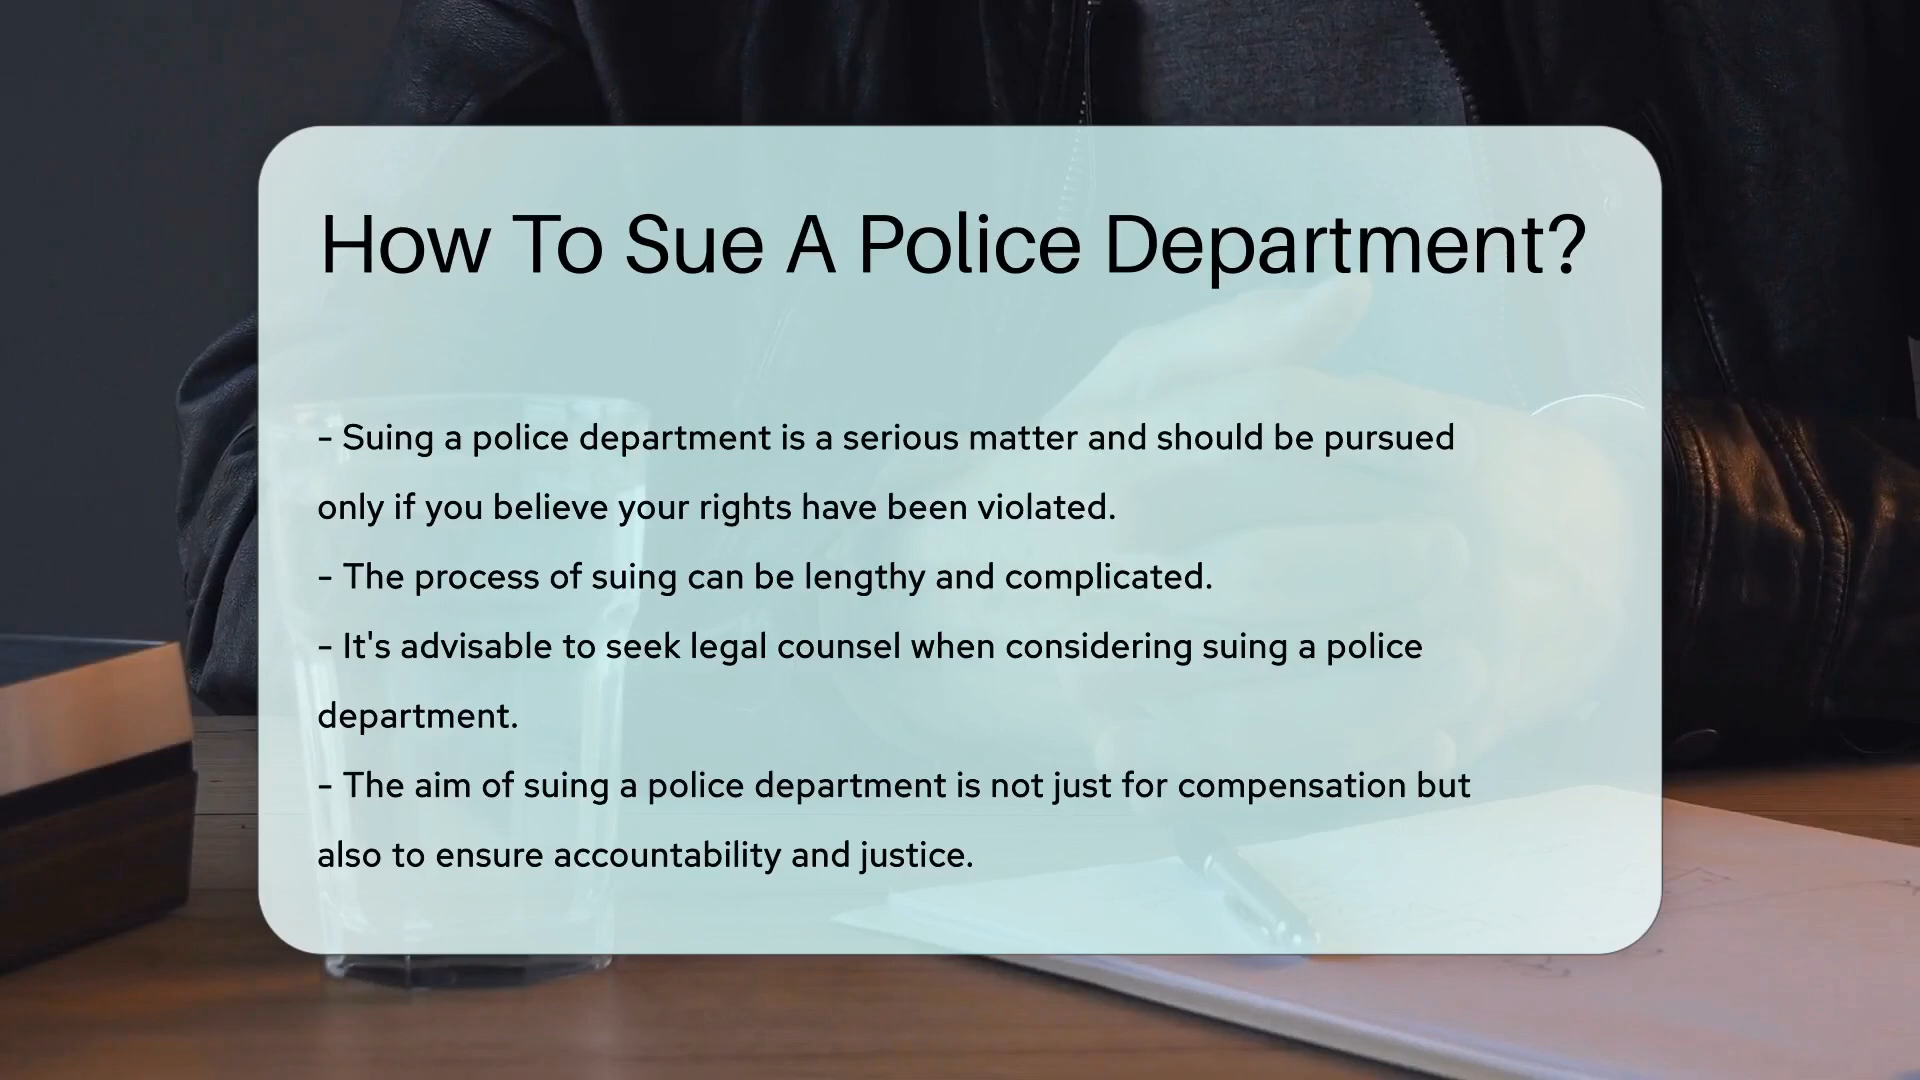 How To Sue A Police Department?
- Suing a police department is a serious matter and should be pursued
only if you believe your rights have been violated.
- The process of suing can be lengthy and complicated.
- It's advisable to seek legal counsel when considering suing a police
department.
- The aim of suing a police department is not just for compensation but
also to ensure accountability and justice.